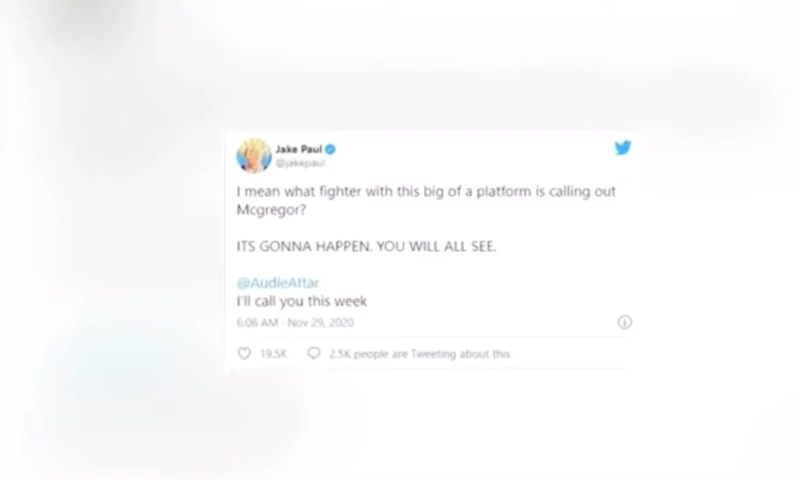 Jake Paul
@jakepaul
I mean what fighter with this big of a platform is calling out
Mcgregor?
ITS GONNA HAPPEN. YOU WILL ALL SEE.
@AudieAttar
I'll call you this week
6:06 AM · Nov 29, 2020
19.5K 2.5K people are Tweeting about this